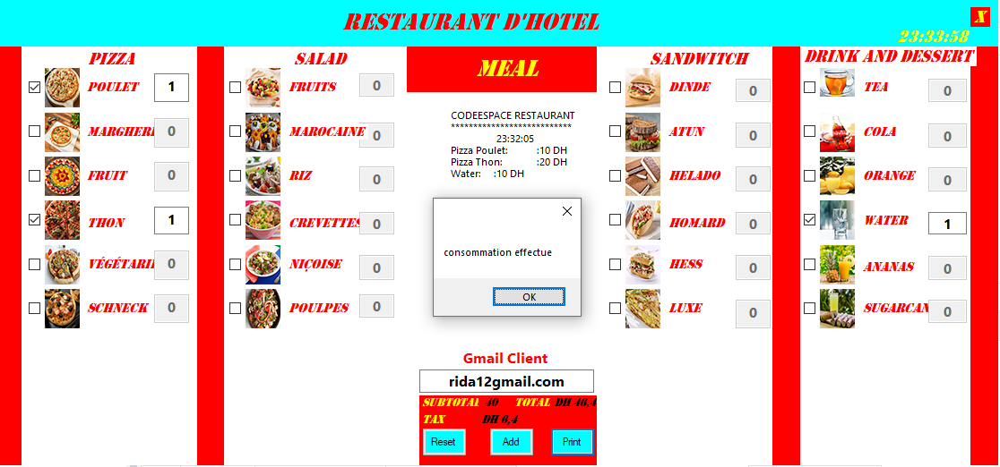 RESTAURANT D'HOTEL
X
23:33:58
PIZZA
POULET 1
MARGHERI 0
FRUIT 0
THON 1
VÉGÉTARIE 0
SCHNECK 0
SALAD
FRUITS 0
MAROCAINE 0
RIZ 0
CREVETTES 0
NIÇOISE 0
POULPES 0
MEAL
CODEESPACE RESTAURANT
***************************
23:32:05
Pizza Poulet: :10 DH
Pizza Thon: :20 DH
Water: :10 DH
consommation effectue
OK
Gmail Client
rida12gmail.com
SUBTOTAL 40 TOTAL DH 46,4
TAX DH 6,4
Reset Add Print
SANDWITCH
DINDE 0
ATUN 0
HELADO 0
HOMARD 0
HESS 0
LUXE 0
DRINK AND DESSERT
TEA 0
COLA 0
ORANGE 0
WATER 1
ANANAS 0
SUGARCAN 0